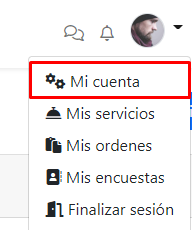 Mi cuenta
Mis servicios
Mis ordenes
Mis encuestas
Finalizar sesión